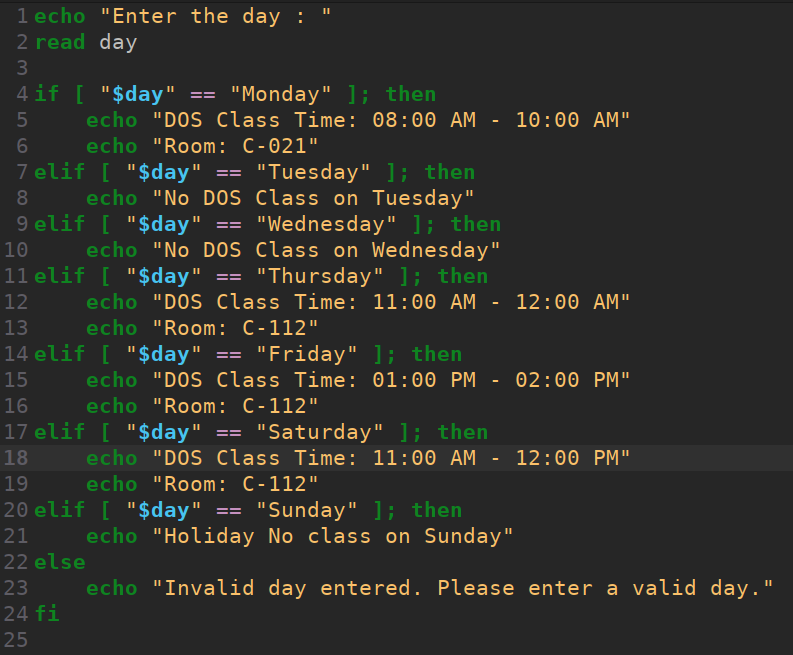 1 echo "Enter the day : "
2 read day
3
4 if [ "$day" == "Monday" ]; then
5     echo "DOS Class Time: 08:00 AM - 10:00 AM"
6     echo "Room: C-021"
7 elif [ "$day" == "Tuesday" ]; then
8     echo "No DOS Class on Tuesday"
9 elif [ "$day" == "Wednesday" ]; then
10     echo "No DOS Class on Wednesday"
11 elif [ "$day" == "Thursday" ]; then
12     echo "DOS Class Time: 11:00 AM - 12:00 AM"
13     echo "Room: C-112"
14 elif [ "$day" == "Friday" ]; then
15     echo "DOS Class Time: 01:00 PM - 02:00 PM"
16     echo "Room: C-112"
17 elif [ "$day" == "Saturday" ]; then
18     echo "DOS Class Time: 11:00 AM - 12:00 PM"
19     echo "Room: C-112"
20 elif [ "$day" == "Sunday" ]; then
21     echo "Holiday No class on Sunday"
22 else
23     echo "Invalid day entered. Please enter a valid day."
24 fi
25